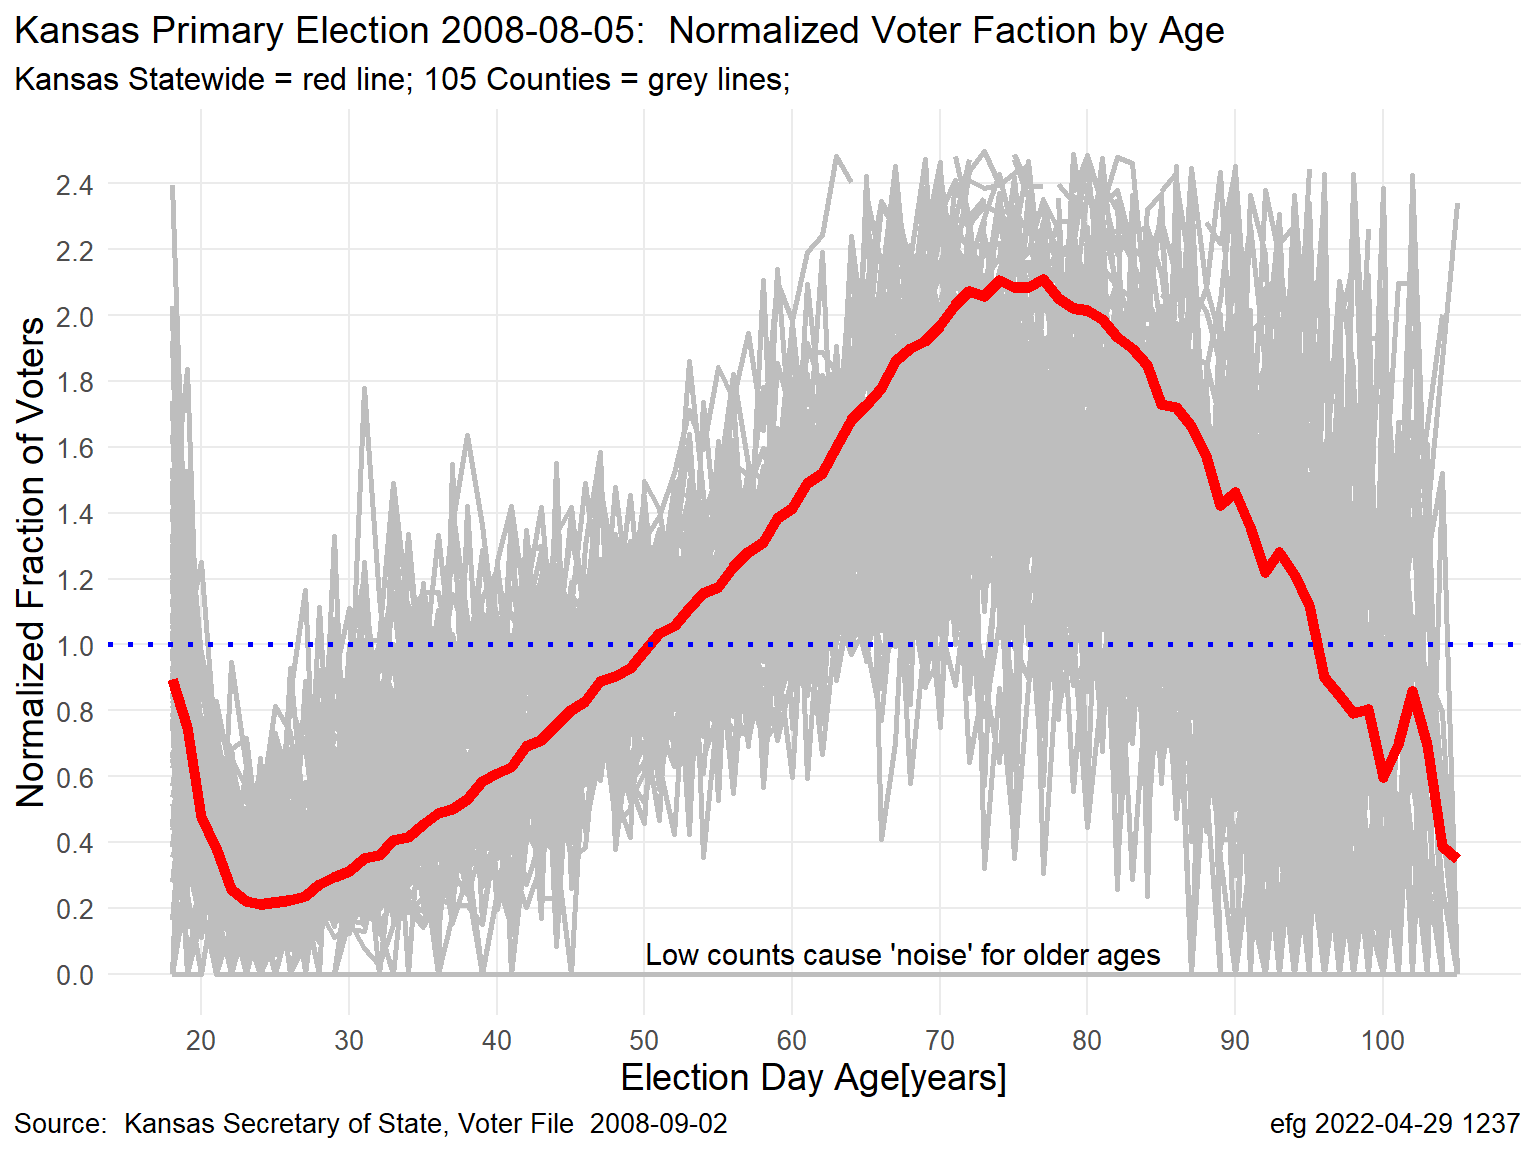 Kansas Primary Election 2008-08-05:  Normalized Voter Faction by Age
Kansas Statewide = red line; 105 Counties = grey lines;
Normalized Fraction of Voters
2.4
2.2
2.0
1.8
1.6
1.4
1.2
1.0
0.8
0.6
0.4
0.2
0.0
Low counts cause 'noise' for older ages
20 30 40 50 60 70 80 90 100
Election Day Age[years]
Source:  Kansas Secretary of State, Voter File  2008-09-02
efg 2022-04-29 1237